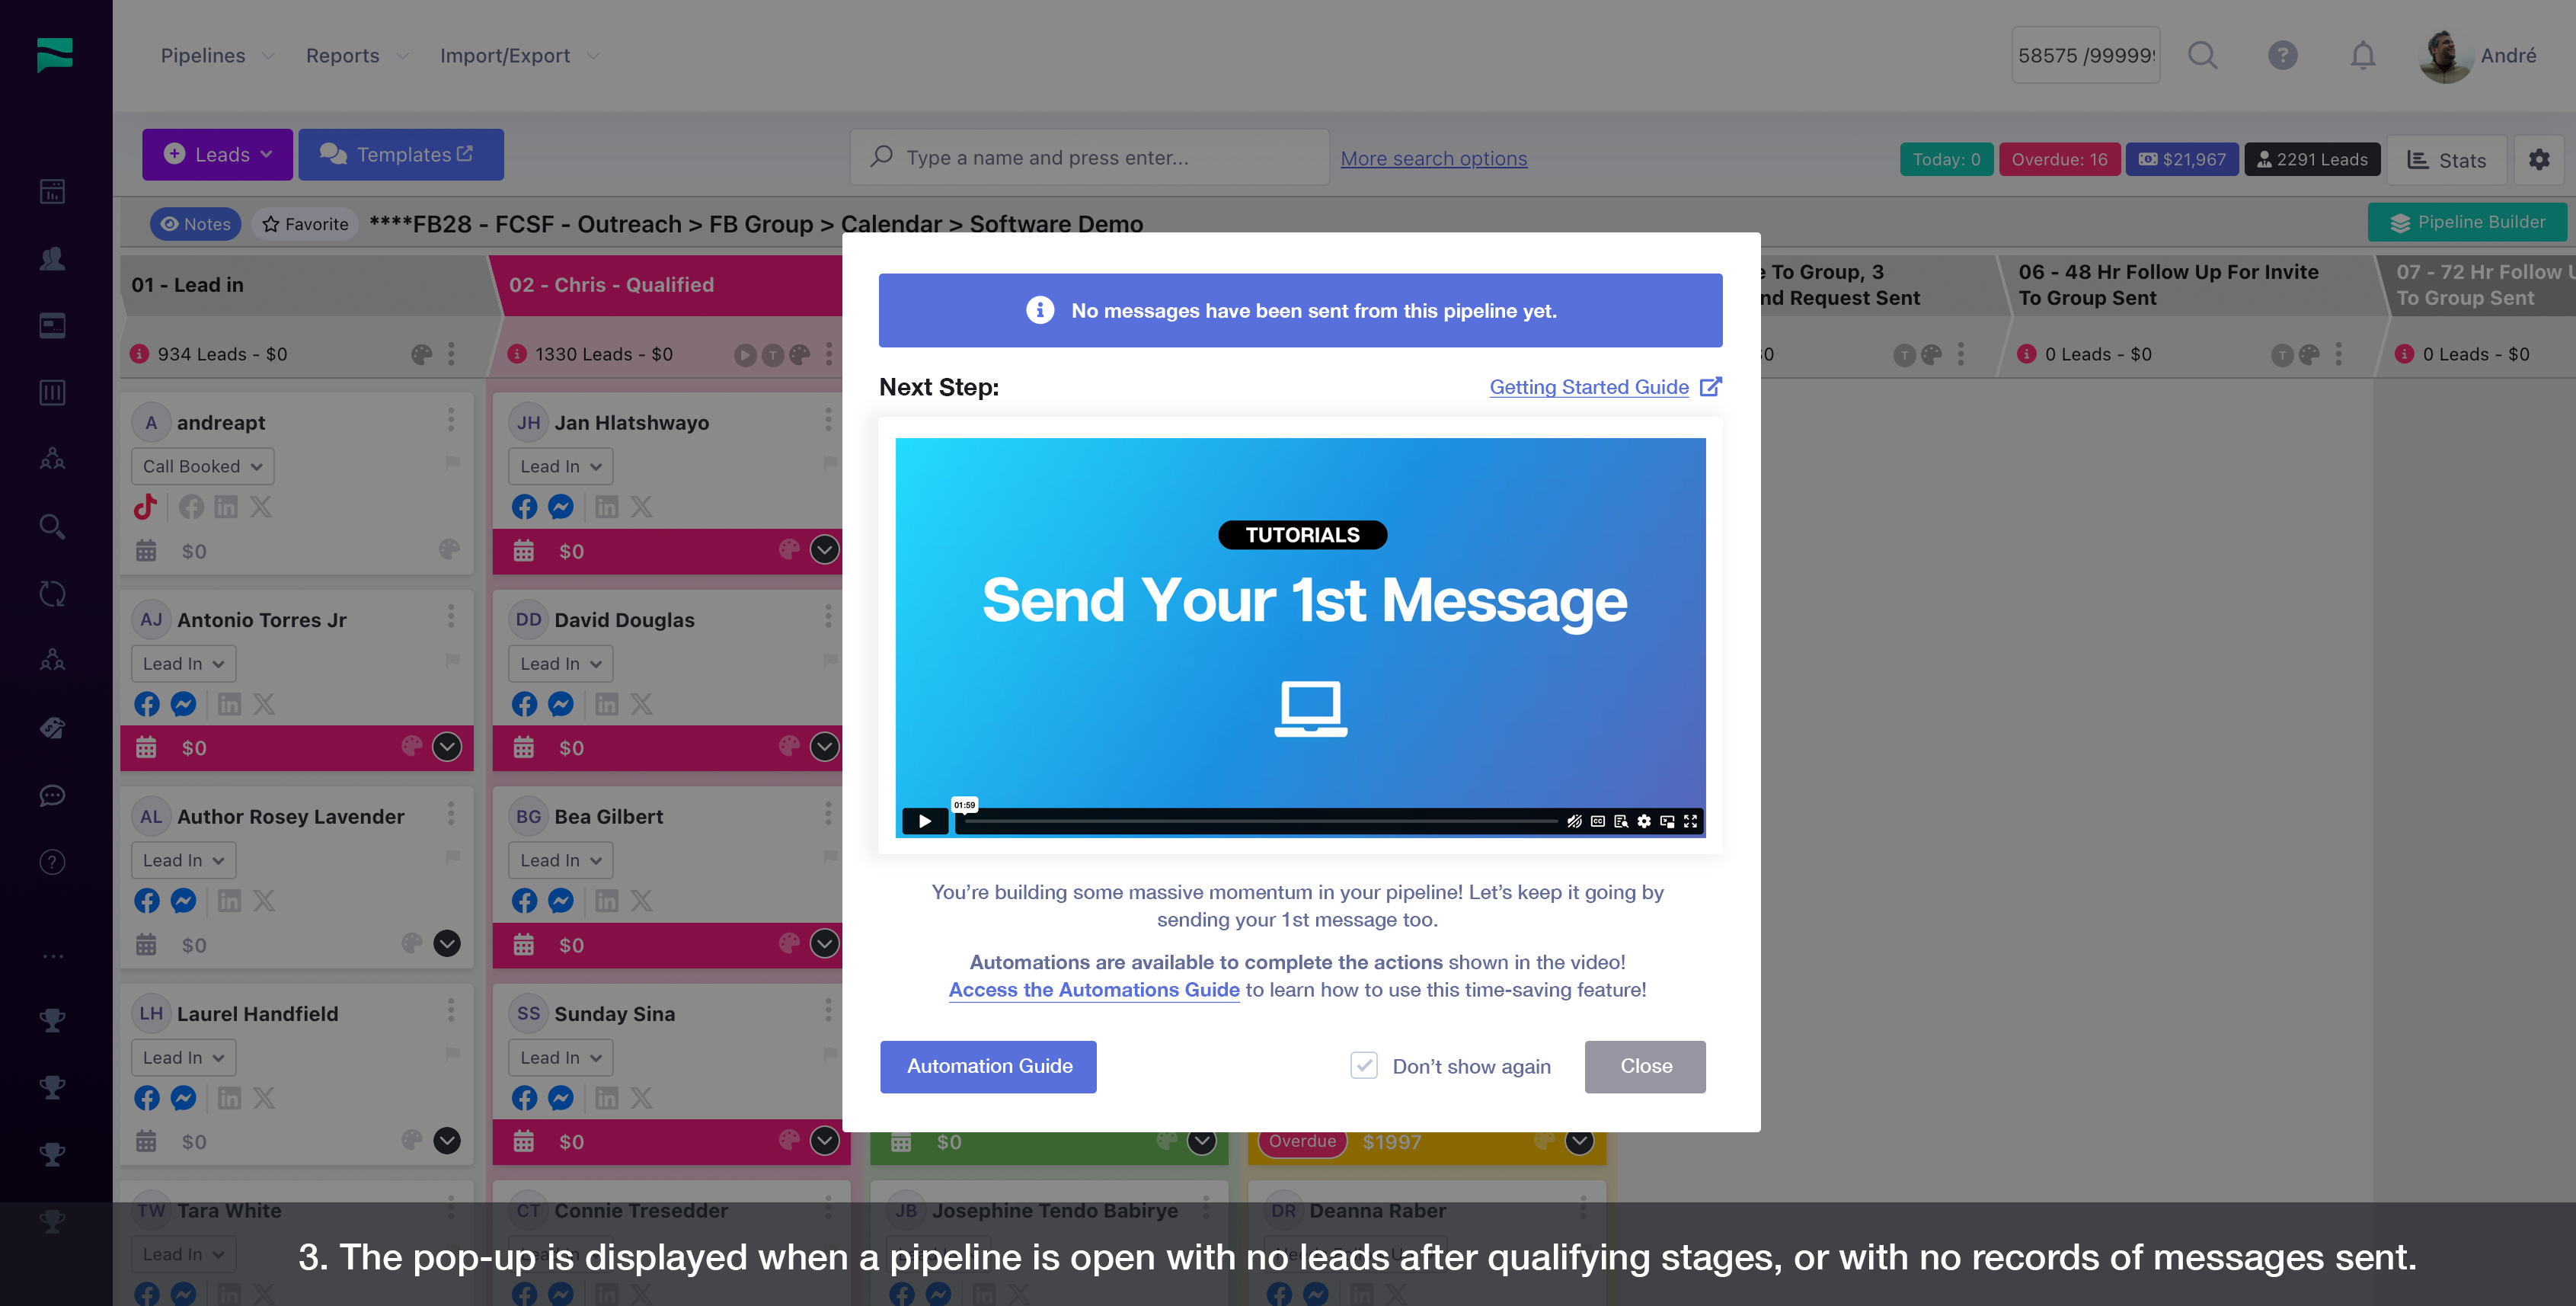 Pipelines
Reports
Import/Export
58575 /99999
André
Leads
Templates
Type a name and press enter...
More search options
Today: 0
Overdue: 16
$21,967
2291 Leads
Stats
Notes
Favorite
****FB28 - FCSF - Outreach > FB Group > Calendar > Software Demo
Pipeline Builder
01 - Lead in
02 - Chris - Qualified
e To Group, 3
nd Request Sent
06 - 48 Hr Follow Up For Invite
To Group Sent
07 - 72 Hr Follow U
To Group Sent
934 Leads - $0
1330 Leads - $0
T
T
0 Leads - $0
T
0 Leads - $0
A
andreapt
Call Booked
$0
AJ
Antonio Torres Jr
Lead In
$0
AL
Author Rosey Lavender
Lead In
$0
LH
Laurel Handfield
Lead In
$0
TW
Tara White
Lead In
JH
Jan Hlatshwayo
Lead In
$0
DD
David Douglas
Lead In
$0
BG
Bea Gilbert
Lead In
$0
SS
Sunday Sina
Lead In
$0
CT
Connie Tresedder
$0
JB
Josephine Tendo Babirye
Overdue
$1997
DR
Deanna Raber
No messages have been sent from this pipeline yet.
Next Step:
Getting Started Guide
TUTORIALS
Send Your 1st Message
01:59
CC
You're building some massive momentum in your pipeline! Let's keep it going by
sending your 1st message too.
Automations are available to complete the actions shown in the video!
Access the Automations Guide to learn how to use this time-saving feature!
Automation Guide
Don't show again
Close
3. The pop-up is displayed when a pipeline is open with no leads after qualifying stages, or with no records of messages sent.